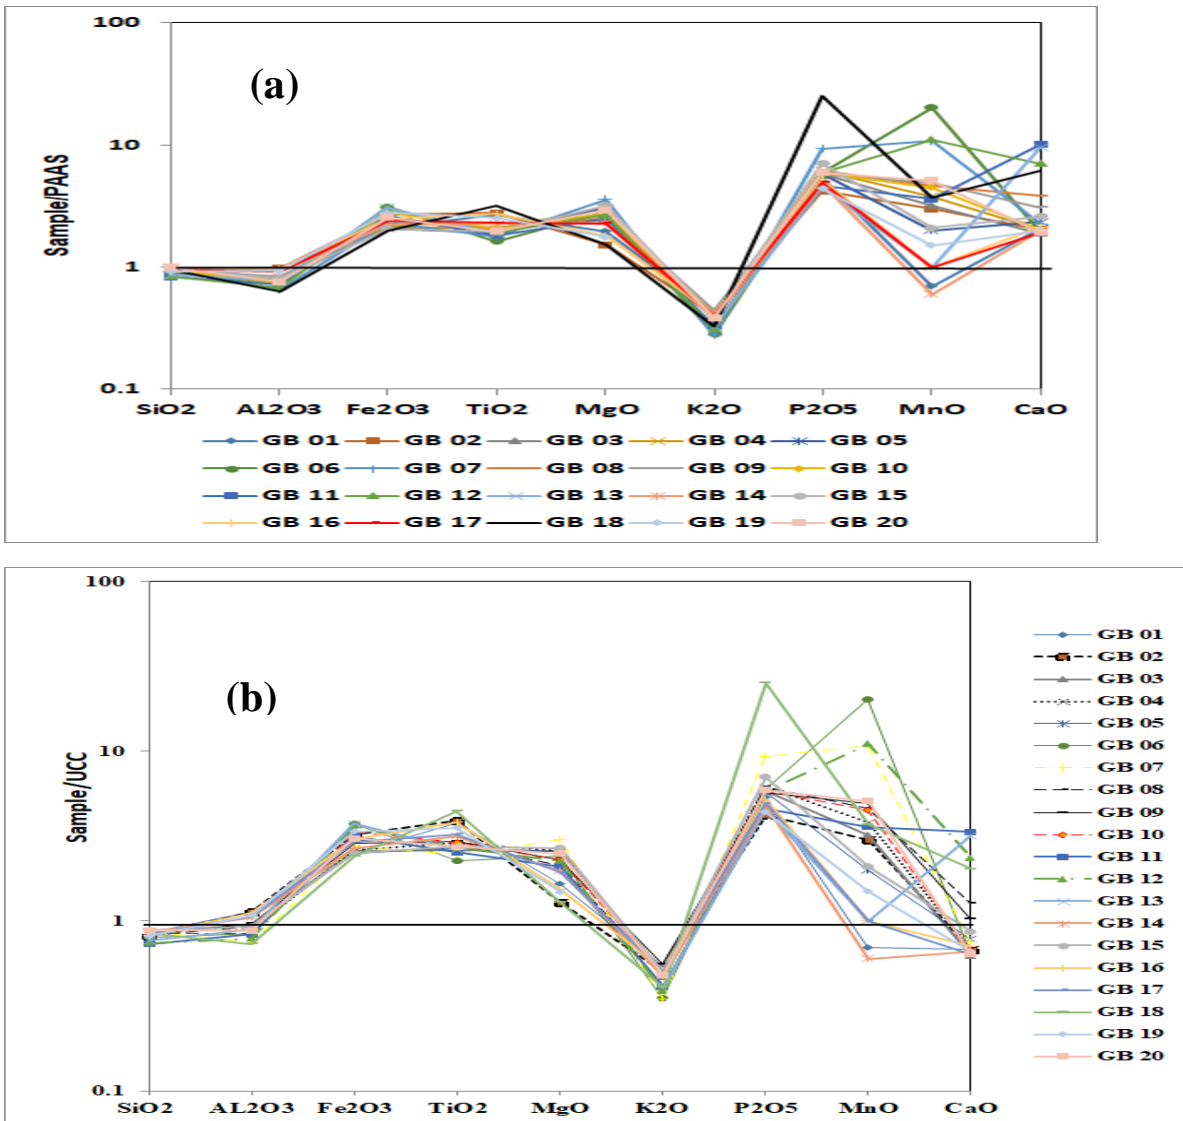 100
(a)
Sample/PAAS
10
1
0.1
SiO2 AL2O3 Fe2O3 TiO2 MgO K2O P2O5 MnO CaO
GB 01 GB 02 GB 03 GB 04 GB 05
GB 06 GB 07 GB 08 GB 09 GB 10
GB 11 GB 12 GB 13 GB 14 GB 15
GB 16 GB 17 GB 18 GB 19 GB 20
100
(b)
Sample/UCC
10
1
0.1
SiO2 AL2O3 Fe2O3 TiO2 MgO K2O P2O5 MnO CaO
GB 01
GB 02
GB 03
GB 04
GB 05
GB 06
GB 07
GB 08
GB 09
GB 10
GB 11
GB 12
GB 13
GB 14
GB 15
GB 16
GB 17
GB 18
GB 19
GB 20